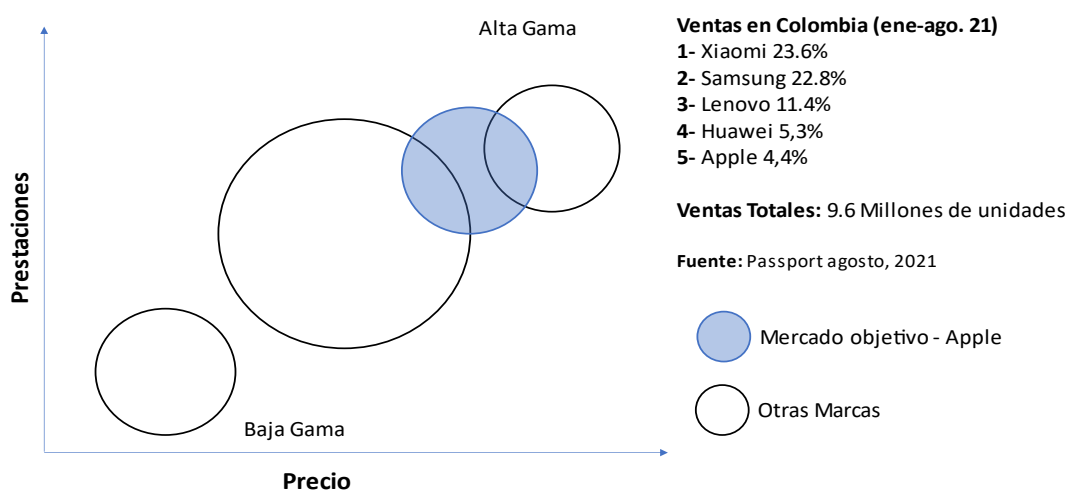 Alta Gama
Prestaciones
Baja Gama
Precio
Ventas en Colombia (ene-ago. 21)
1- Xiaomi 23.6%
2- Samsung 22.8%
3- Lenovo 11.4%
4- Huawei 5,3%
5- Apple 4,4%
Ventas Totales: 9.6 Millones de unidades
Fuente: Passport agosto, 2021
Mercado objetivo - Apple
Otras Marcas